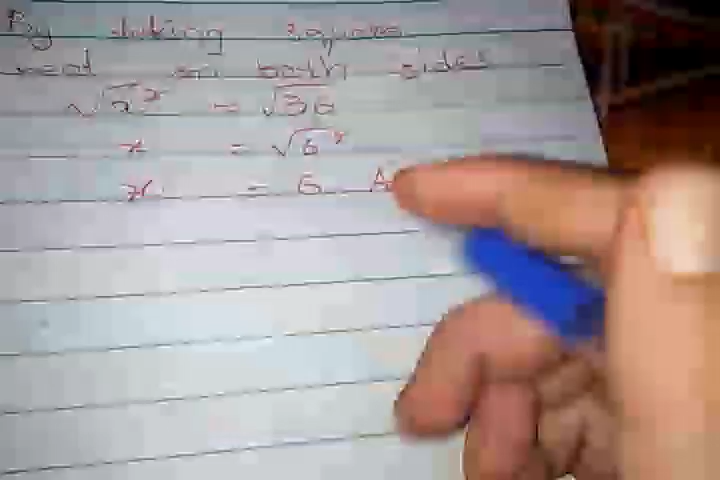 By taking square
root on both sides
√x² = √36
x = √6²
x = 6